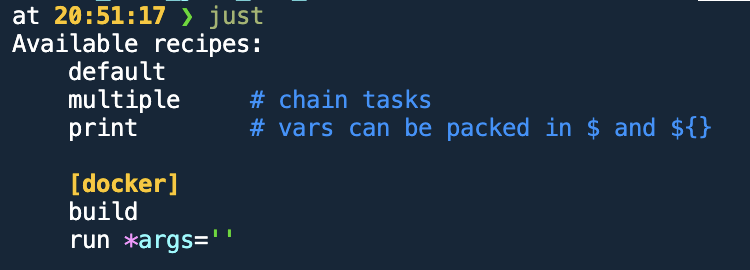 at 20:51:17 ❯ just
Available recipes:
    default
    multiple     # chain tasks
    print        # vars can be packed in $ and ${}

    [docker]
    build
    run *args=''